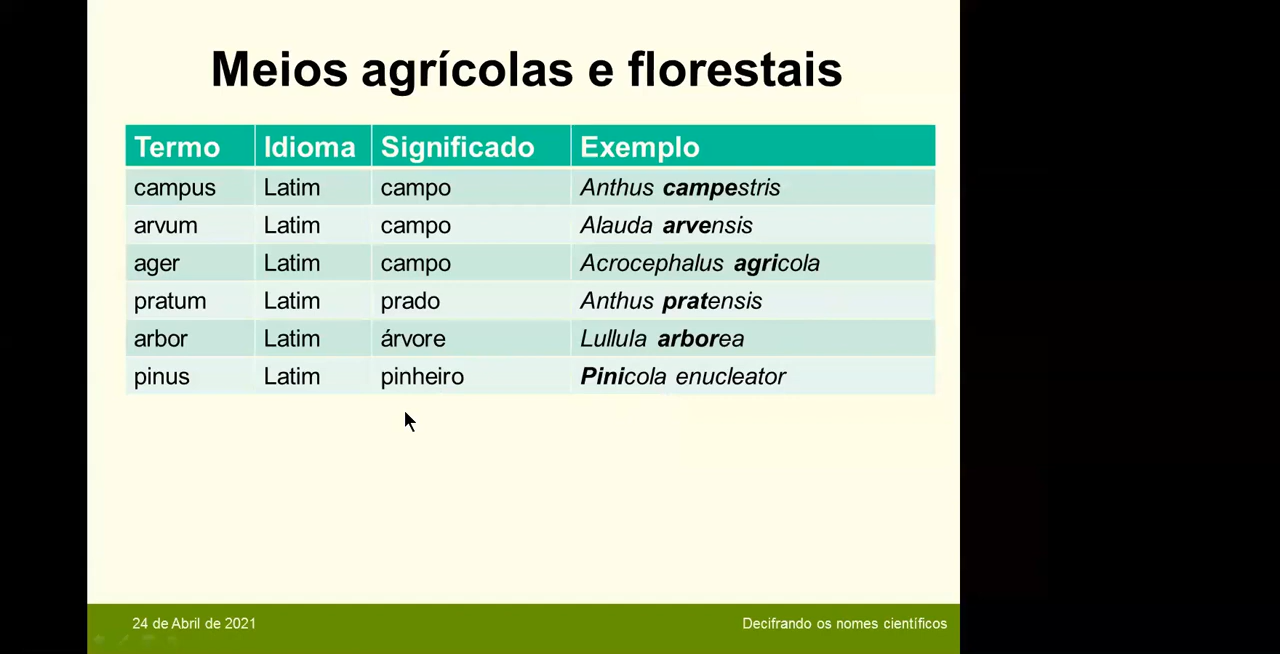 Meios agrícolas e florestais
Termo Idioma Significado Exemplo
campus Latim campo Anthus campestris
arvum Latim campo Alauda arvensis
ager Latim campo Acrocephalus agricola
pratum Latim prado Anthus pratensis
arbor Latim árvore Lullula arborea
pinus Latim pinheiro Pinicola enucleator
24 de Abril de 2021 Decifrando os nomes científicos